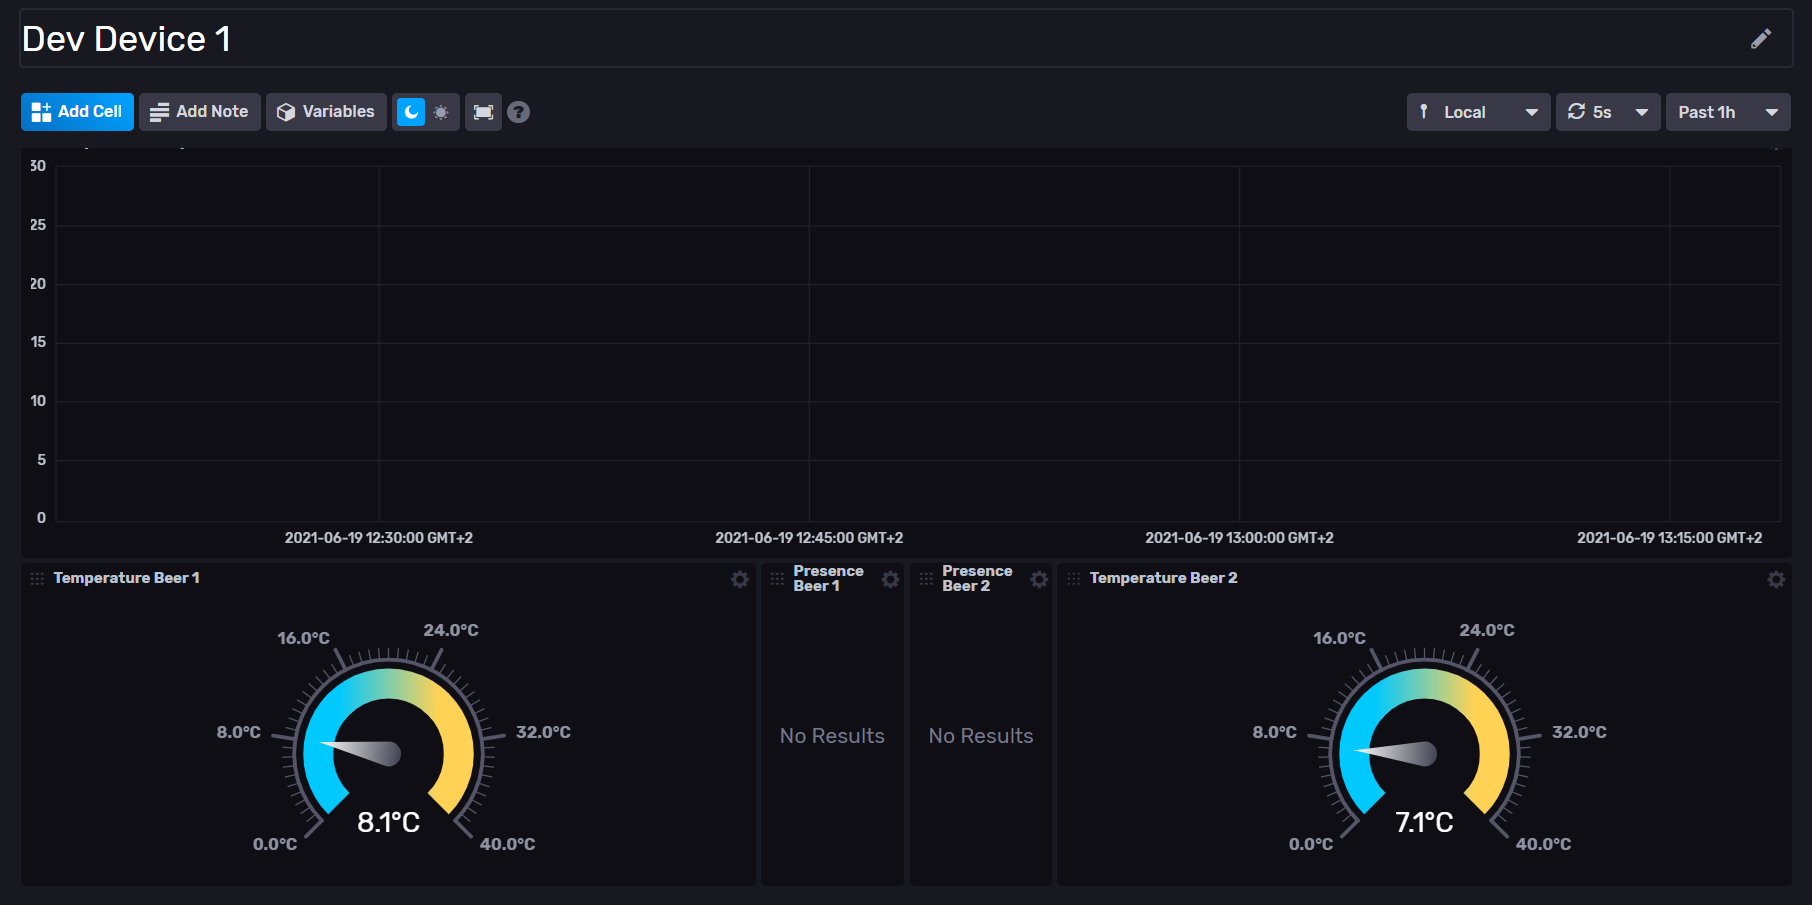 Dev Device 1
Add Cell Add Note Variables ? Local 5s Past 1h
30
25
20
15
10
5
0
2021-06-19 12:30:00 GMT+2 2021-06-19 12:45:00 GMT+2 2021-06-19 13:00:00 GMT+2 2021-06-19 13:15:00 GMT+2
Temperature Beer 1
16.0°C 24.0°C
8.0°C 32.0°C
8.1°C
0.0°C 40.0°C
Presence
Beer 1
No Results
Presence
Beer 2
No Results
Temperature Beer 2
16.0°C 24.0°C
8.0°C 32.0°C
7.1°C
0.0°C 40.0°C